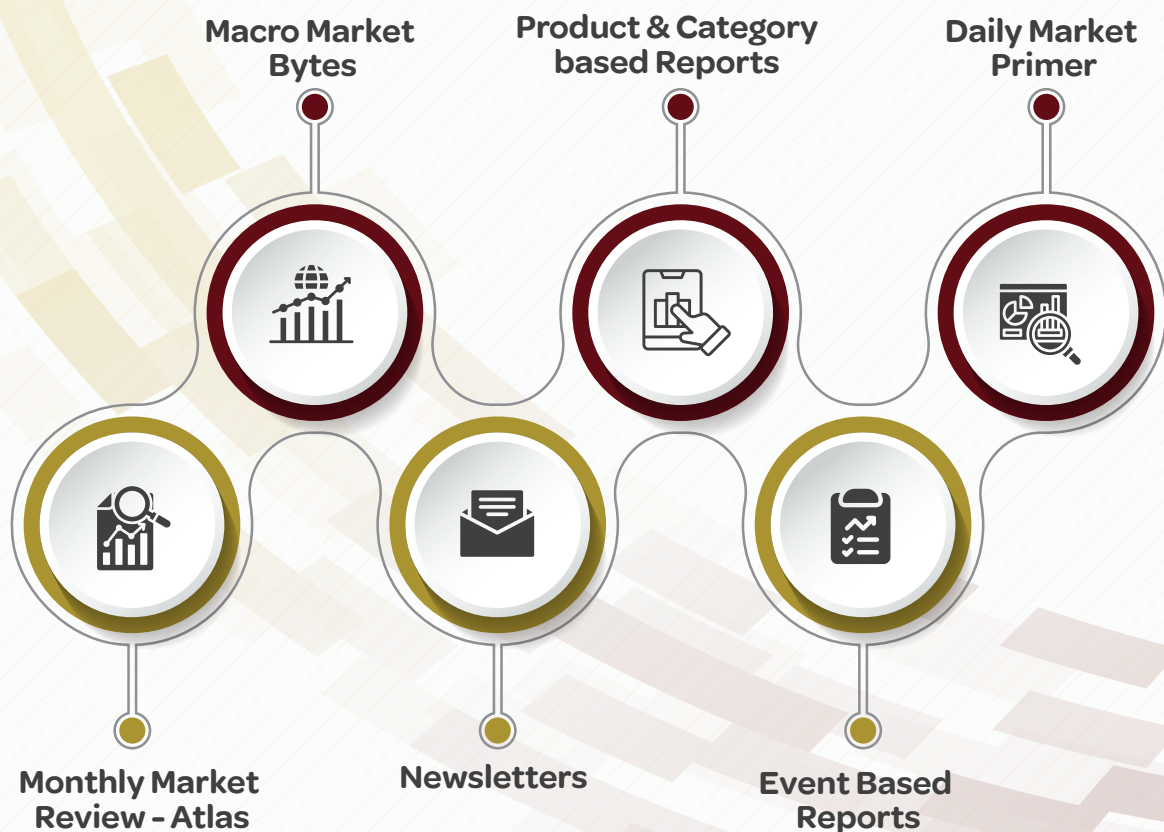 Macro Market
Bytes
Product & Category
based Reports
Daily Market
Primer
Monthly Market
Review - Atlas
Newsletters
Event Based
Reports